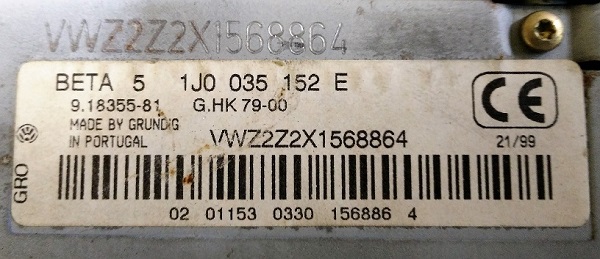 VWZ2Z2X1568864
BETA 5 1J0 035 152 E
9.18355-81 G.HK 79-00
MADE BY GRUNDIG
IN PORTUGAL
VWZ2Z2X1568864
CE
21/99
GRO
02 01153 0330 156886 4